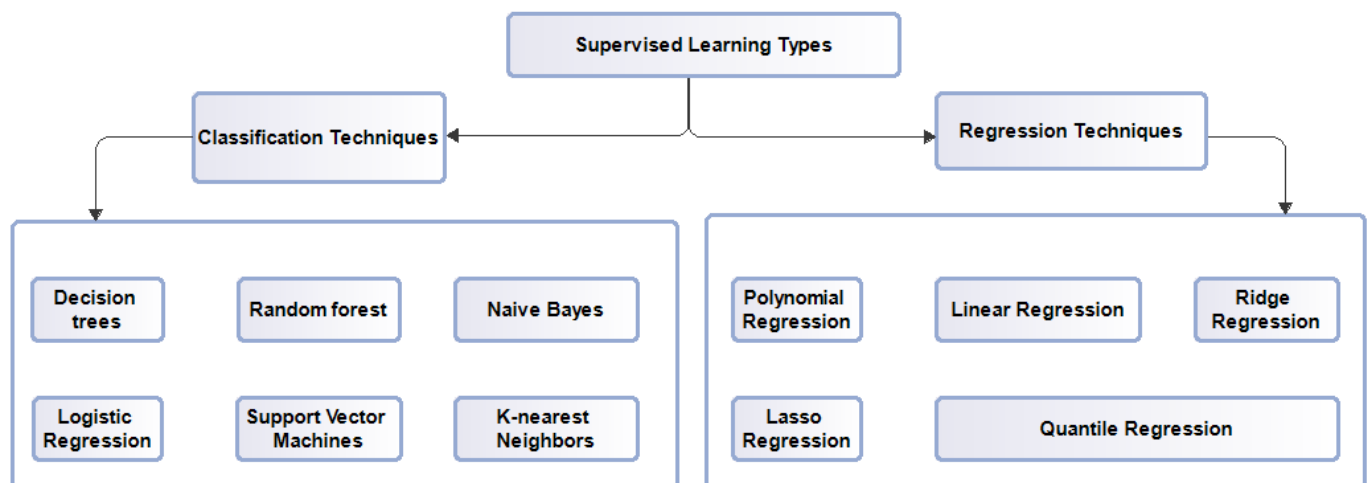 Supervised Learning Types
Classification Techniques
Regression Techniques
Decision
trees
Random forest
Naive Bayes
Logistic
Regression
Support Vector
Machines
K-nearest
Neighbors
Polynomial
Regression
Linear Regression
Ridge
Regression
Lasso
Regression
Quantile Regression